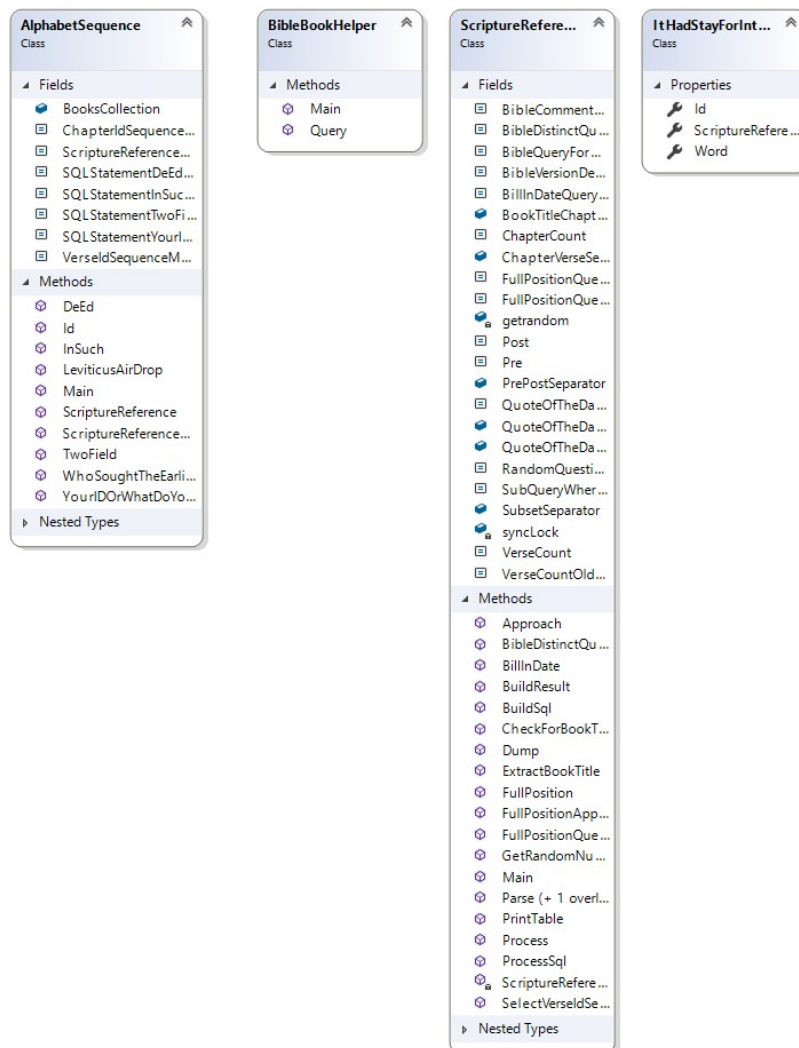 AlphabetSequence
Class
Fields
BooksCollection
ChapterIdSequence...
ScriptureReference...
SQLStatementDeEd...
SQLStatementInSuc...
SQLStatementTwoFi...
SQLStatementYourI...
VerseIdSequenceM...
Methods
DeEd
Id
InSuch
LeviticusAirDrop
Main
ScriptureReference
ScriptureReference...
TwoField
WhoSoughtTheEarli...
YourIDOrWhatDoYo...
Nested Types
BibleBookHelper
Class
Methods
Main
Query
ScriptureRefere...
Class
Fields
BibleComment...
BibleDistinctQu...
BibleQueryFor...
BibleVersionDe...
BillInDateQuery...
BookTitleChapt...
ChapterCount
ChapterVerseSe...
FullPositionQue...
FullPositionQue...
getrandom
Post
Pre
PrePostSeparator
QuoteOfTheDa...
QuoteOfTheDa...
QuoteOfTheDa...
RandomQuesti...
SubQueryWher...
SubsetSeparator
syncLock
VerseCount
VerseCountOld...
Methods
Approach
BibleDistinctQu...
BillInDate
BuildResult
BuildSql
CheckForBookT...
Dump
ExtractBookTitle
FullPosition
FullPositionApp...
FullPositionQue...
GetRandomNu...
Main
Parse (+ 1 overl...
PrintTable
Process
ProcessSql
ScriptureRefere...
SelectVerseIdSe...
Nested Types
ItHadStayForInt...
Class
Properties
Id
ScriptureRefere...
Word